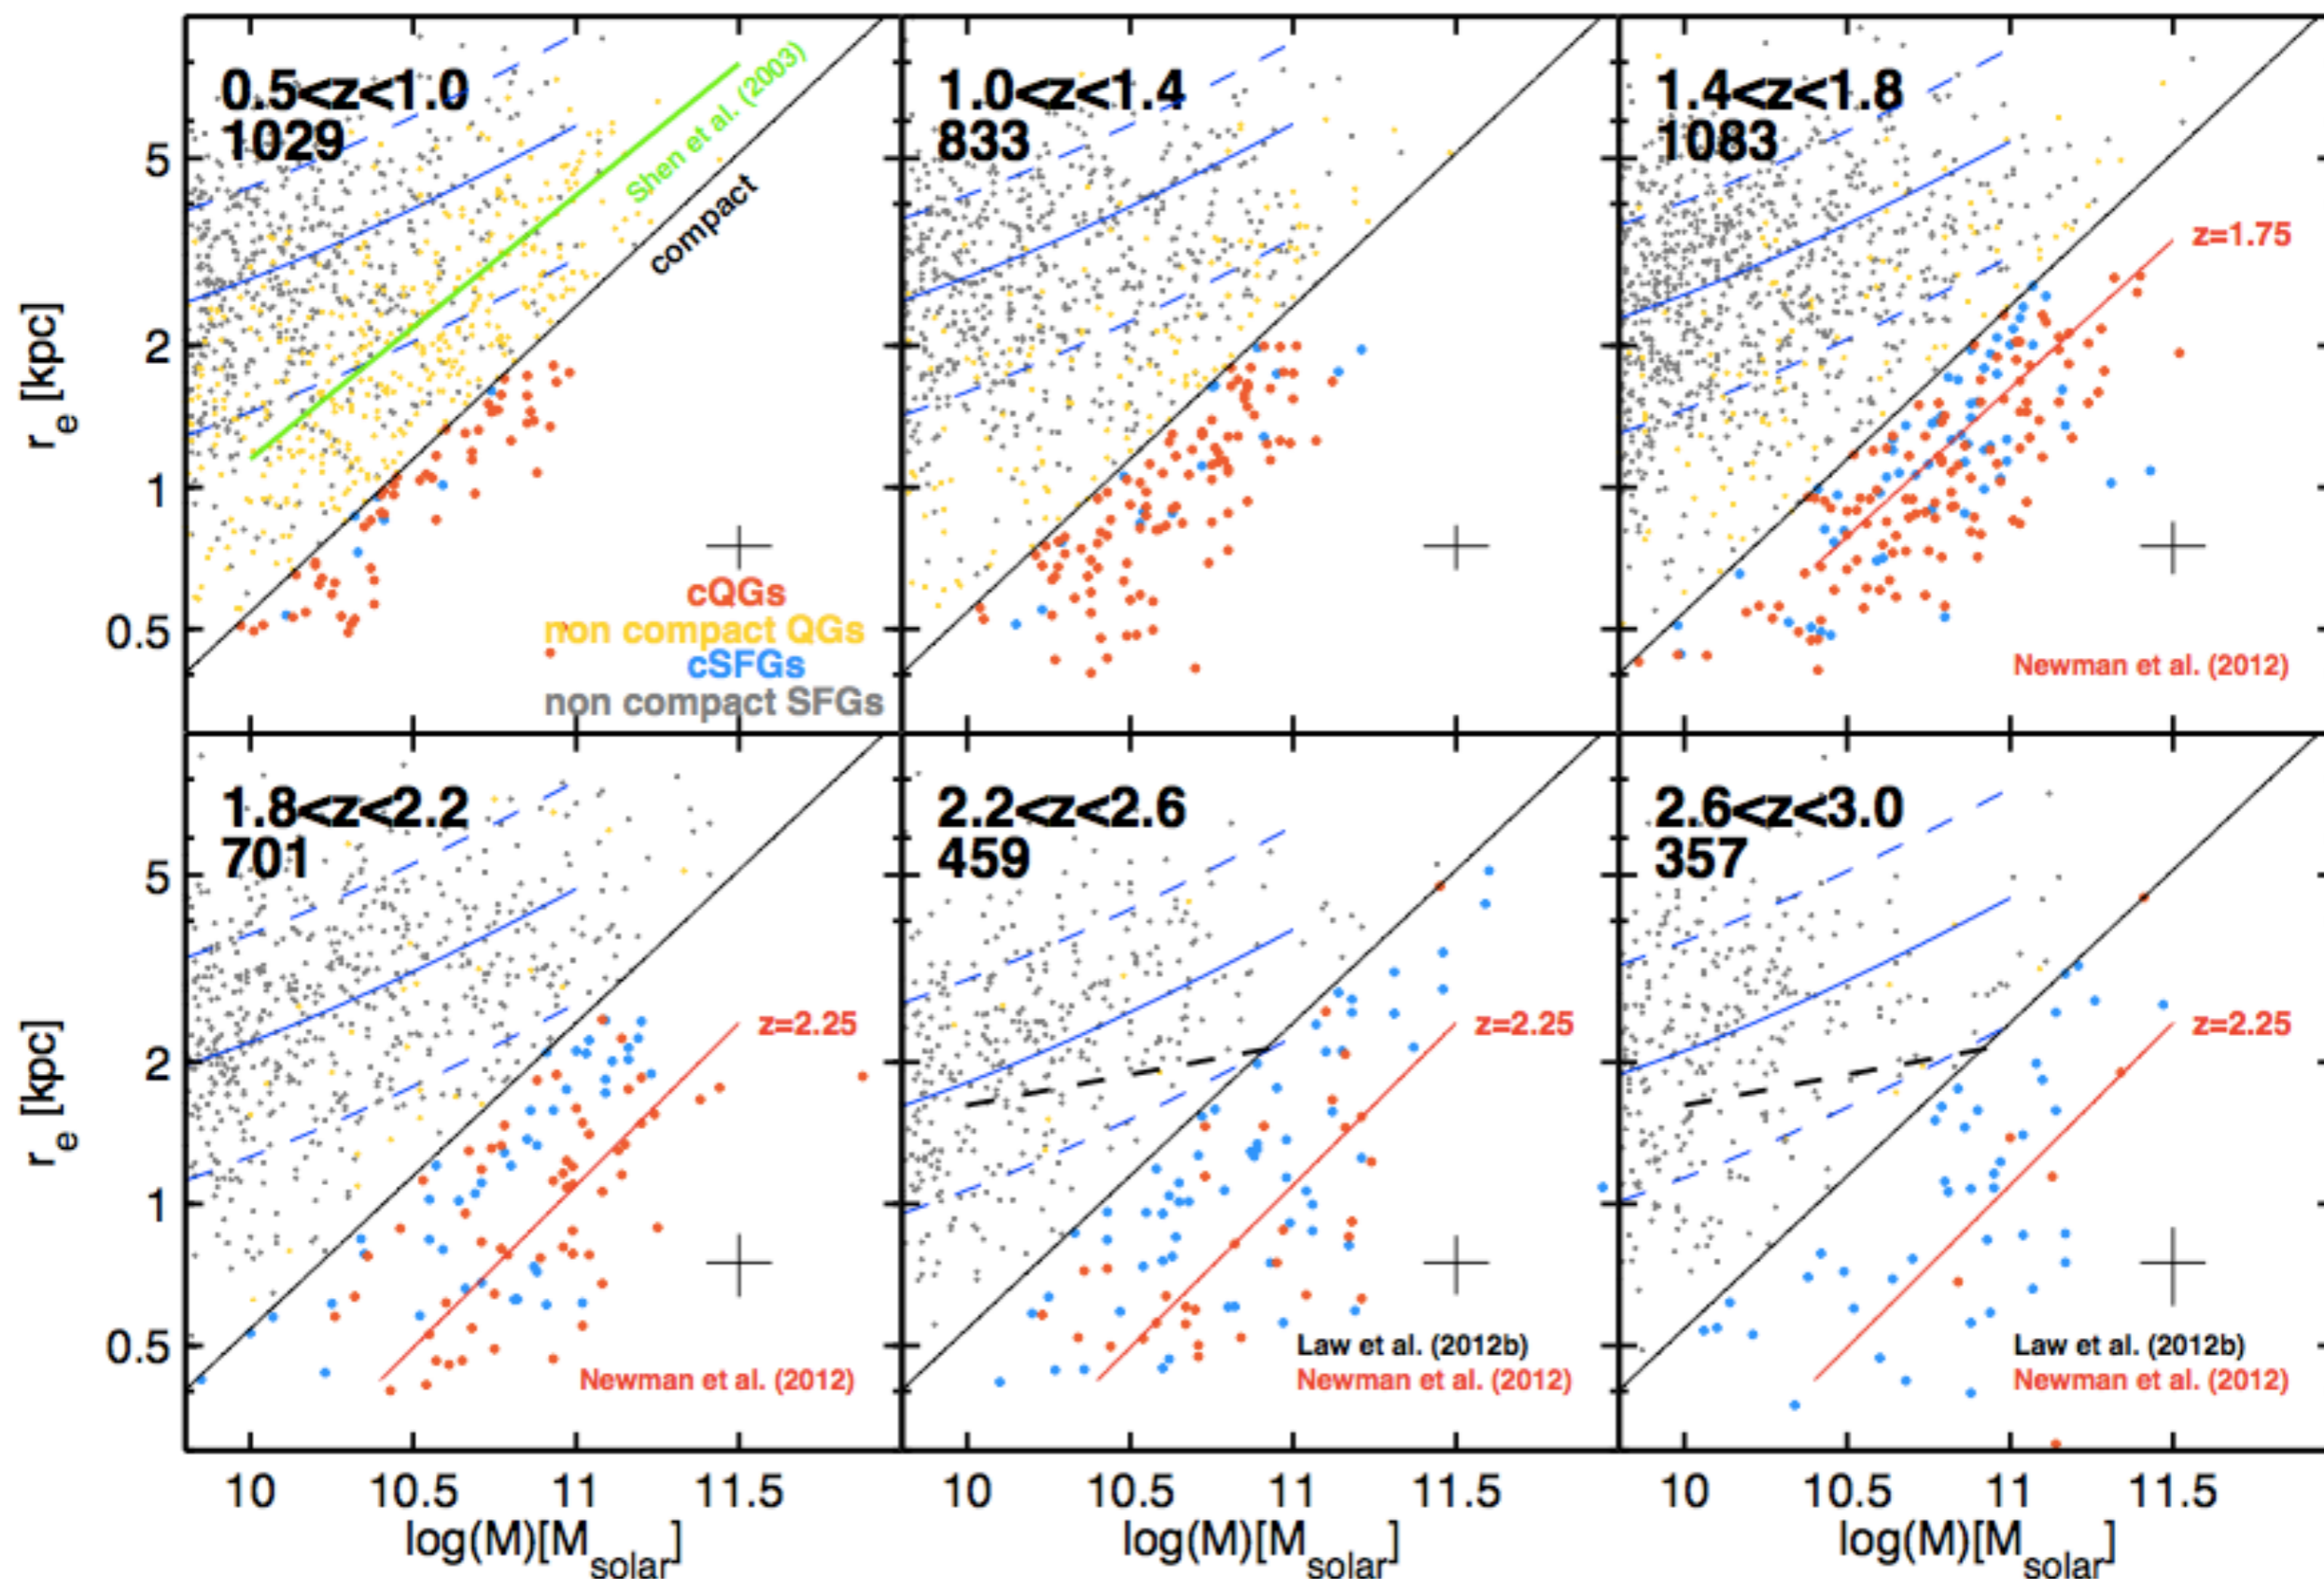 0.5<z<1.0
1029
Shen et al. (2003)
compact
cQGs
non compact QGs
cSFGs
non compact SFGs
1.0<z<1.4
833
1.4<z<1.8
1083
z=1.75
Newman et al. (2012)
5
2
1
0.5
re [kpc]
1.8<z<2.2
701
z=2.25
Newman et al. (2012)
2.2<z<2.6
459
z=2.25
Law et al. (2012b)
Newman et al. (2012)
2.6<z<3.0
357
z=2.25
Law et al. (2012b)
Newman et al. (2012)
5
2
1
0.5
re [kpc]
10 10.5 11 11.5 10 10.5 11 11.5 10 10.5 11 11.5
log(M)[Msolar] log(M)[Msolar] log(M)[Msolar]